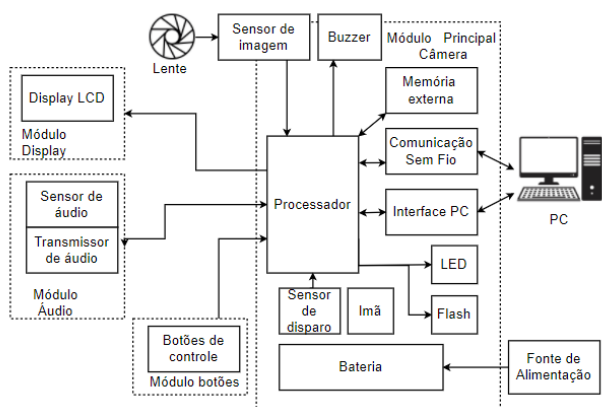 Lente
Sensor de
imagem
Buzzer
Módulo Principal
Câmera
Display LCD
Módulo
Display
Memória
externa
Comunicação
Sem Fio
Sensor de
áudio
Transmissor
de áudio
Módulo
Áudio
Processador
Interface PC
PC
LED
Sensor
de
disparo
Imã
Flash
Botões de
controle
Módulo botões
Bateria
Fonte de
Alimentação